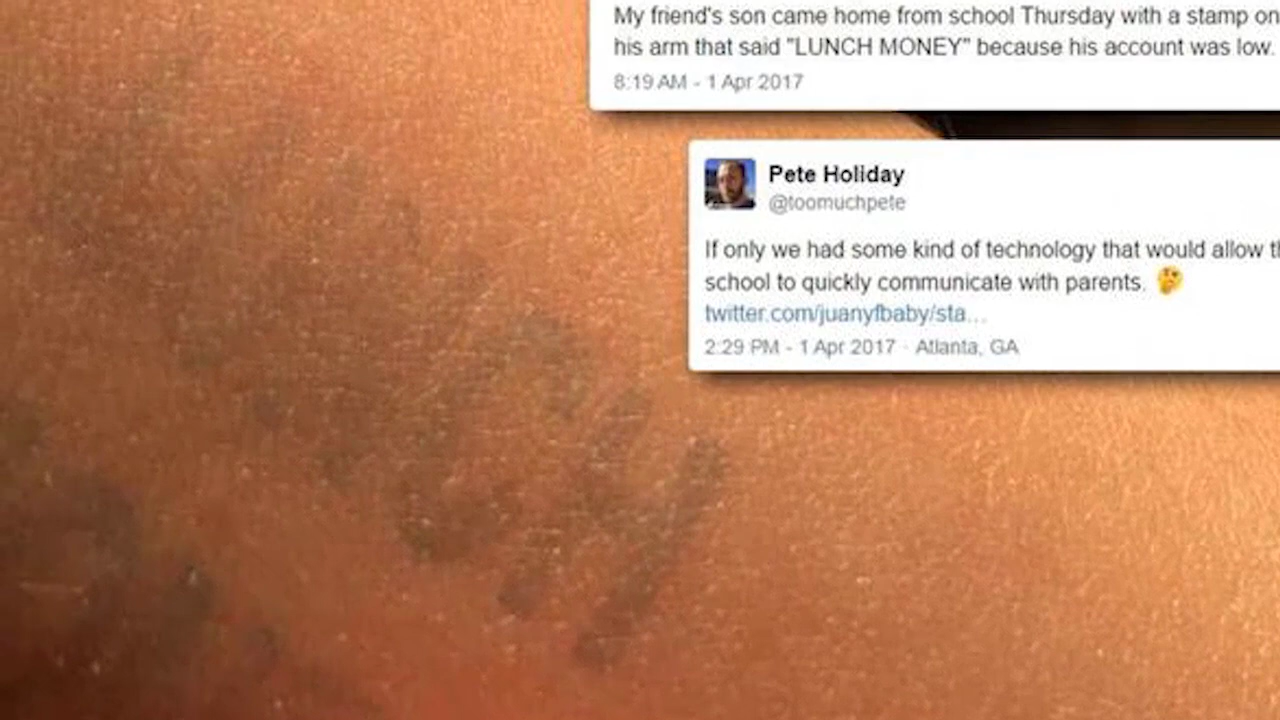 My friend's son came home from school Thursday with a stamp on
his arm that said "LUNCH MONEY" because his account was low.
8:19 AM - 1 Apr 2017
Pete Holiday
@toomuchpete
If only we had some kind of technology that would allow
school to quickly communicate with parents. 🤔
twitter.com/juanyfbaby/sta…
2:29 PM - 1 Apr 2017 · Atlanta, GA